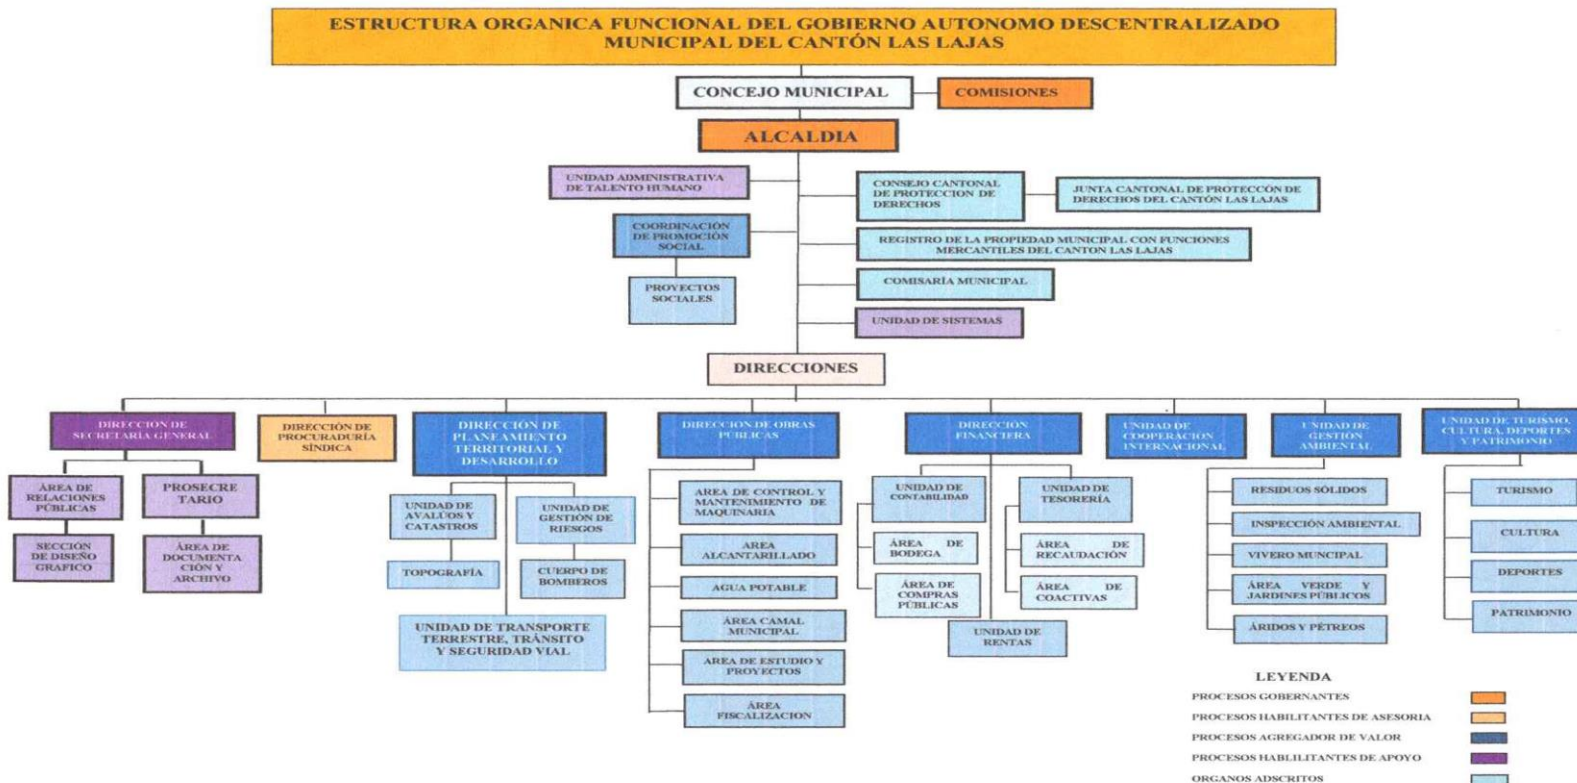 ESTRUCTURA ORGANICA FUNCIONAL DEL GOBIERNO AUTONOMO DESCENTRALIZADO
MUNICIPAL DEL CANTÓN LAS LAJAS
CONCEJO MUNICIPAL
COMISIONES
ALCALDIA
UNIDAD ADMINISTRATIVA
DE TALENTO HUMANO
CONSEJO CANTONAL
DE PROTECCION DE
DERECHOS
JUNTA CANTONAL DE PROTECCÓN DE
DERECHOS DEL CANTÓN LAS LAJAS
COORDINACIÓN
DE PROMOCIÓN
SOCIAL
REGISTRO DE LA PROPIEDAD MUNICIPAL CON FUNCIONES
MERCANTILES DEL CANTON LAS LAJAS
PROYECTOS
SOCIALES
COMISARÍA MUNICIPAL
UNIDAD DE SISTEMAS
DIRECCIONES
DIRECCION DE
SECRETARÍA GENERAL
DIRECCIÓN DE
PROCURADURÍA
SÍNDICA
DIRECCIÓN DE
PLANEAMIENTO
TERRITORIAL Y
DESARROLLO
DIRECCION DE OBRAS
PÚBLICAS
DIRECCIÓN
FINANCIERA
UNIDAD DE
COOPERACIÓN
INTERNACIONAL
UNIDAD DE
GESTIÓN
AMBIENTAL
UNIDAD DE TURISMO,
CULTURA, DEPORTES
Y PATRIMONIO
ÁREA DE
RELACIONES
PÚBLICAS
PROSECRE
TARIO
SECCIÓN
DE DISEÑO
GRAFICO
ÁREA DE
DOCUMENTA
CIÓN Y
ARCHIVO
UNIDAD DE
AVALÚOS Y
CATASTROS
UNIDAD DE
GESTIÓN DE
RIESGOS
TOPOGRAFÍA
CUERPO DE
BOMBEROS
UNIDAD DE TRANSPORTE
TERRESTRE, TRÁNSITO
Y SEGURIDAD VIAL
AREA DE CONTROL Y
MANTENIMIENTO DE
MAQUINARIA
AREA
ALCANTARILLADO
AGUA POTABLE
ÁREA CAMAL
MUNICIPAL
AREA DE ESTUDIO Y
PROYECTOS
ÁREA
FISCALIZACION
UNIDAD DE
CONTABILIDAD
UNIDAD DE
TESORERÍA
ÁREA DE
BODEGA
ÁREA DE
RECAUDACIÓN
ÁREA DE
COMPRAS
PÚBLICAS
ÁREA DE
COACTIVAS
UNIDAD DE
RENTAS
RESIDUOS SÓLIDOS
INSPECCIÓN AMBIENTAL
VIVERO MUNCIPAL
ÁREA VERDE Y
JARDINES PÚBLICOS
ÁRIDOS Y PÉTREOS
TURISMO
CULTURA
DEPORTES
PATRIMONIO
LEYENDA
PROCESOS GOBERNANTES
PROCESOS HABILITANTES DE ASESORIA
PROCESOS AGREGADOR DE VALOR
PROCESOS HABLILITANTES DE APOYO
ORGANOS ADSCRITOS